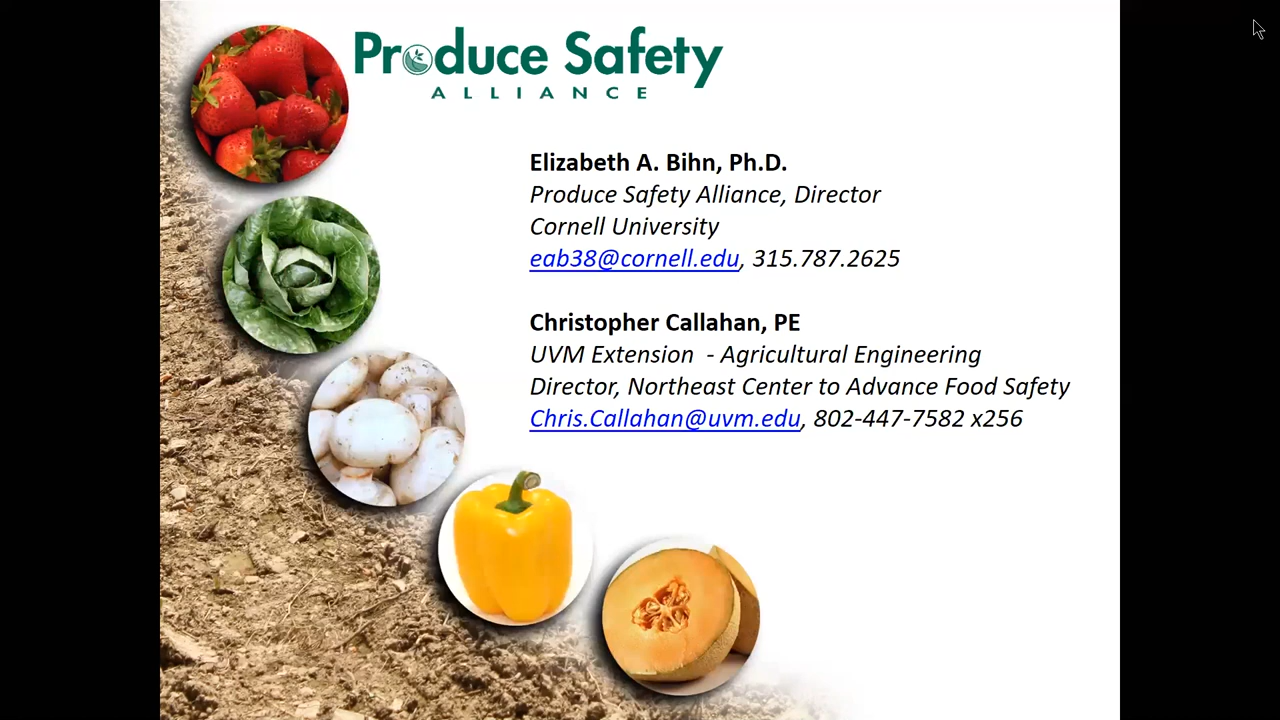 Produce Safety
ALLIANCE
Elizabeth A. Bihn, Ph.D.
Produce Safety Alliance, Director
Cornell University
eab38@cornell.edu, 315.787.2625
Christopher Callahan, PE
UVM Extension - Agricultural Engineering
Director, Northeast Center to Advance Food Safety
Chris.Callahan@uvm.edu, 802-447-7582 x256